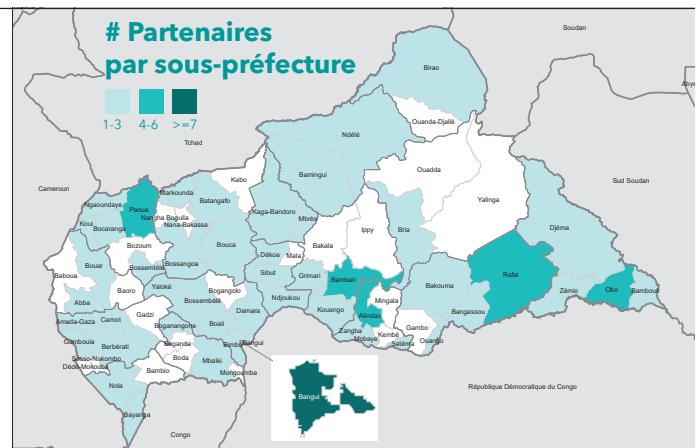 # Partenaires
par sous-préfecture
1-3
4-6
>=7
Soudan
Abye
Tchad
Cameroun
Sud Soudan
République Démocratique du Congo
Congo
Birao
Ouanda-Djallé
Ndélé
Ouadda
Bamingui
Yalinga
Kabo
Markounda
Ngaoundaye
Paoua
Batangafo
Kaga-Bandoro
Nangha Boguila
Nana-Bakassa
Mbrès
Koui
Bocaranga
Ippy
Bria
Djéma
Bozoum
Bouca
Bakala
Dékoa
Mala
Bouar
Bossemtélé
Bossangoa
Baboua
Sibut
Grimari
Bambari
Rafaï
Zémio
Obo
Bambouti
Yaloké
Bogangolo
Bakouma
Baoro
Abba
Bossembélé
Ndjoukou
Kouango
Mingala
Alindao
Bangassou
Gadzi
Damara
Amada-Gaza
Carnot
Boganangone
Boali
Zangba
Mobaye
Kembé
Gambo
Satéma
Ouango
Gamboula
Berbérati
Boganda
Bimbo
Bangui
Sosso-Nakombo
Dédé-Mokouba
Boda
Mbaïki
Bambio
Mongoumba
Nola
Bayanga
Bangui